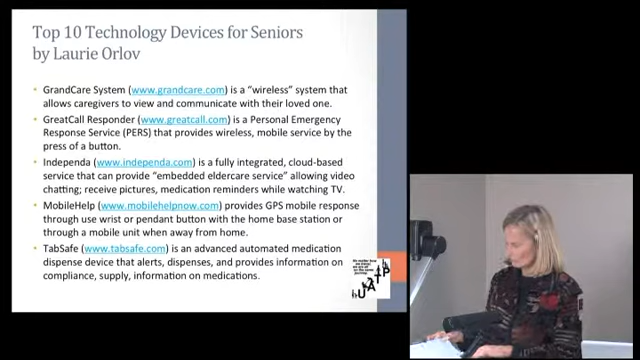 Top 10 Technology Devices for Seniors
by Laurie Orlov
• GrandCare System (www.grandcare.com) is a "wireless" system that
allows caregivers to view and communicate with their loved one.
• GreatCall Responder (www.greatcall.com) is a Personal Emergency
Response Service (PERS) that provides wireless, mobile service by the
press of a button.
• Independa (www.independa.com) is a fully integrated, cloud-based
service that can provide "embedded eldercare service" allowing video
chatting; receive pictures, medication reminders while watching TV.
• MobileHelp (www.mobilehelpnow.com) provides GPS mobile response
through use wrist or pendant button with the home base station or
through a mobile unit when away from home.
• TabSafe (www.tabsafe.com) is an advanced automated medication
dispense device that alerts, dispenses, and provides information on
compliance, supply, information on medications.